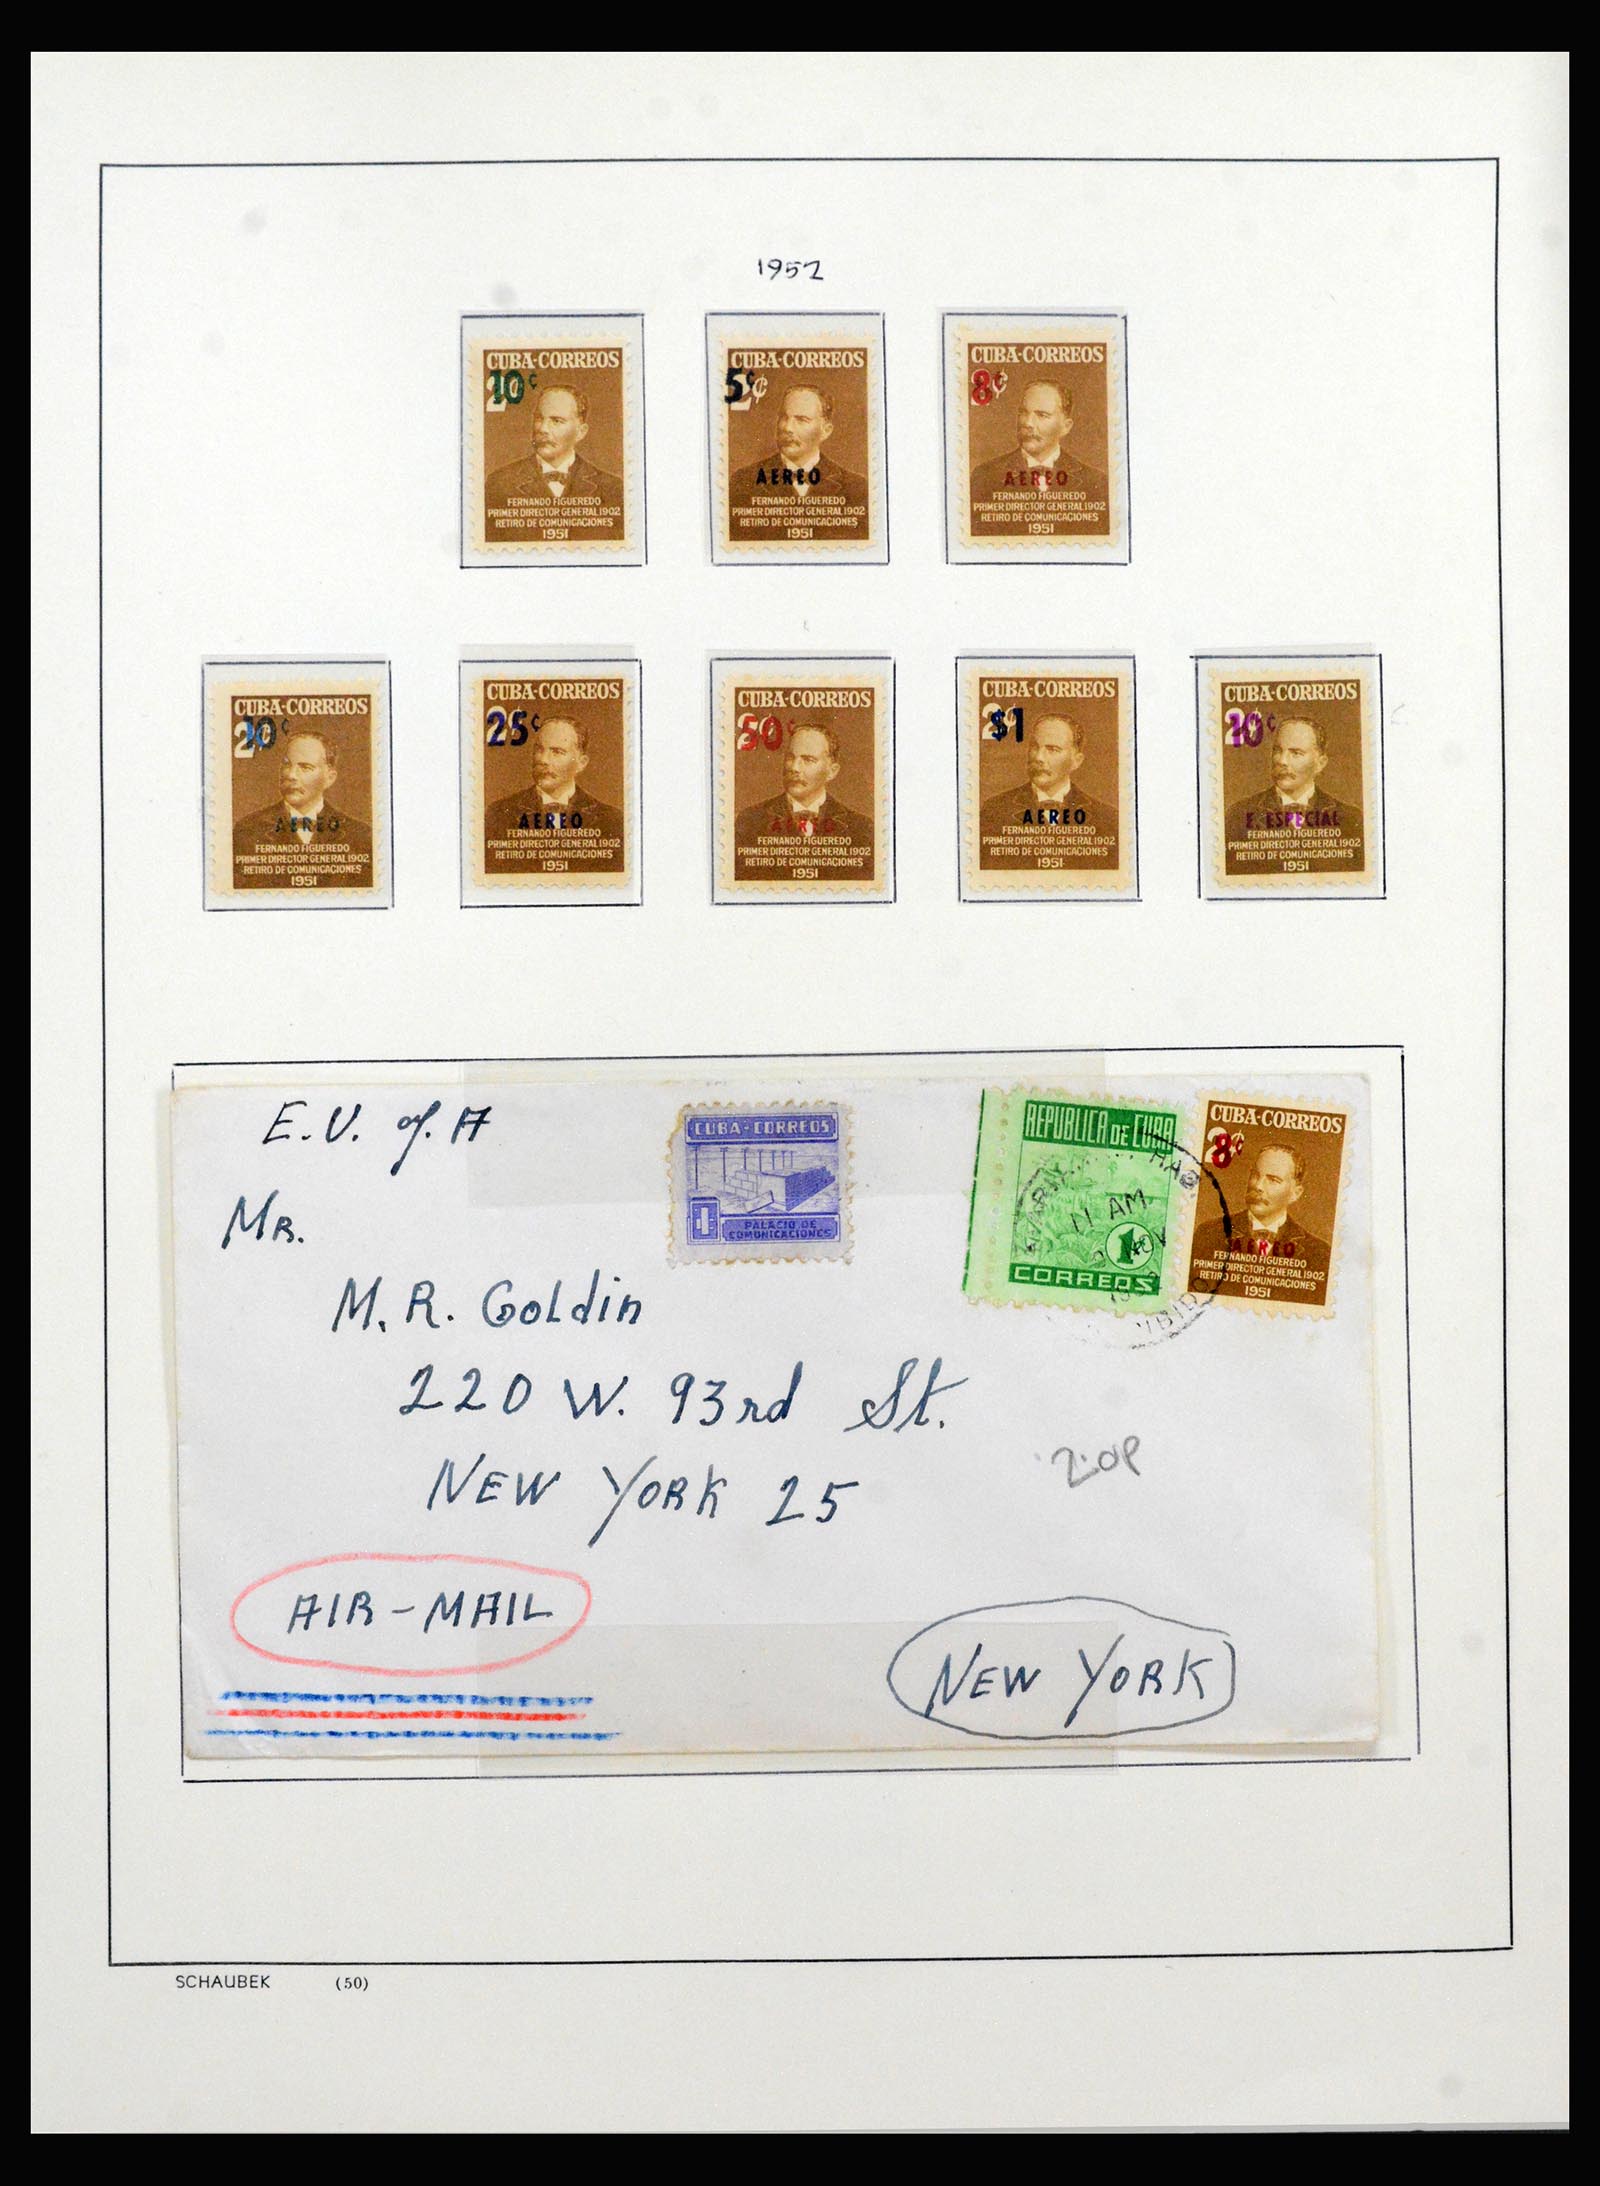 1952
CUBA-CORREOS
10¢
FERNANDO FIGUEREDO
PRIMER DIRECTOR GENERAL 1902
RETIRO DE COMUNICACIONES
1951
CUBA-CORREOS
5¢
2¢
AEREO
FERNANDO FIGUEREDO
PRIMER DIRECTOR GENERAL 1902
RETIRO DE COMUNICACIONES
1951
CUBA-CORREOS
8¢
AEREO
FERNANDO FIGUEREDO
PRIMER DIRECTOR GENERAL 1902
RETIRO DE COMUNICACIONES
1951
CUBA-CORREOS
10¢
2¢
AEREO
FERNANDO FIGUEREDO
PRIMER DIRECTOR GENERAL 1902
RETIRO DE COMUNICACIONES
1951
CUBA-CORREOS
25¢
AEREO
FERNANDO FIGUEREDO
PRIMER DIRECTOR GENERAL 1902
RETIRO DE COMUNICACIONES
1951
CUBA-CORREOS
50¢
AEREO
FERNANDO FIGUEREDO
PRIMER DIRECTOR GENERAL 1902
RETIRO DE COMUNICACIONES
1951
CUBA-CORREOS
$1
AEREO
FERNANDO FIGUEREDO
PRIMER DIRECTOR GENERAL 1902
RETIRO DE COMUNICACIONES
1951
CUBA-CORREOS
10¢
E. ESPECIAL
FERNANDO FIGUEREDO
PRIMER DIRECTOR GENERAL 1902
RETIRO DE COMUNICACIONES
1951
E.U. of. A
MR.
M. R. GOLDIN
220 W. 93rd St.
NEW YORK 25
AIR-MAIL
NEW YORK
CUBA-CORREOS
1
PALACIO DE
COMUNICACIONES
REPUBLICA DE CUBA
1¢
CORREOS
11 AM
NOV
CUBA-CORREOS
8¢
AEREO
FERNANDO FIGUEREDO
PRIMER DIRECTOR GENERAL 1902
RETIRO DE COMUNICACIONES
1951
SCHAUBEK (50)